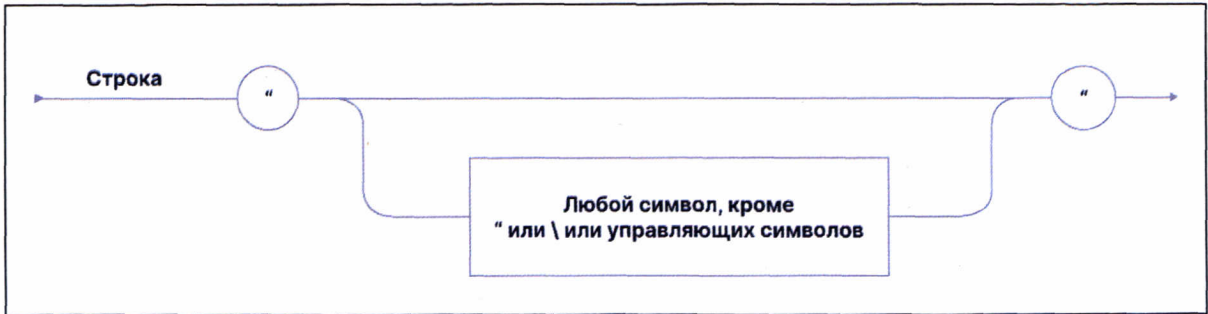 Строка
“
“
Любой символ, кроме
“ или \ или управляющих символов